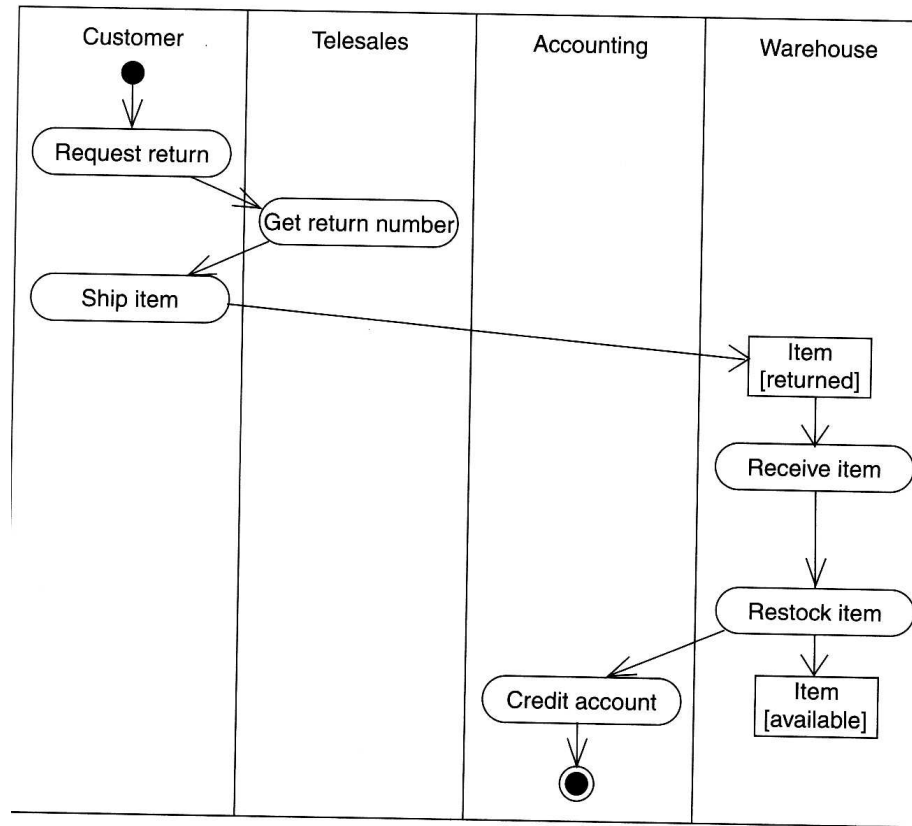 Customer
Telesales
Accounting
Warehouse
Request return
Get return number
Ship item
Item
[returned]
Receive item
Restock item
Credit account
Item
[available]